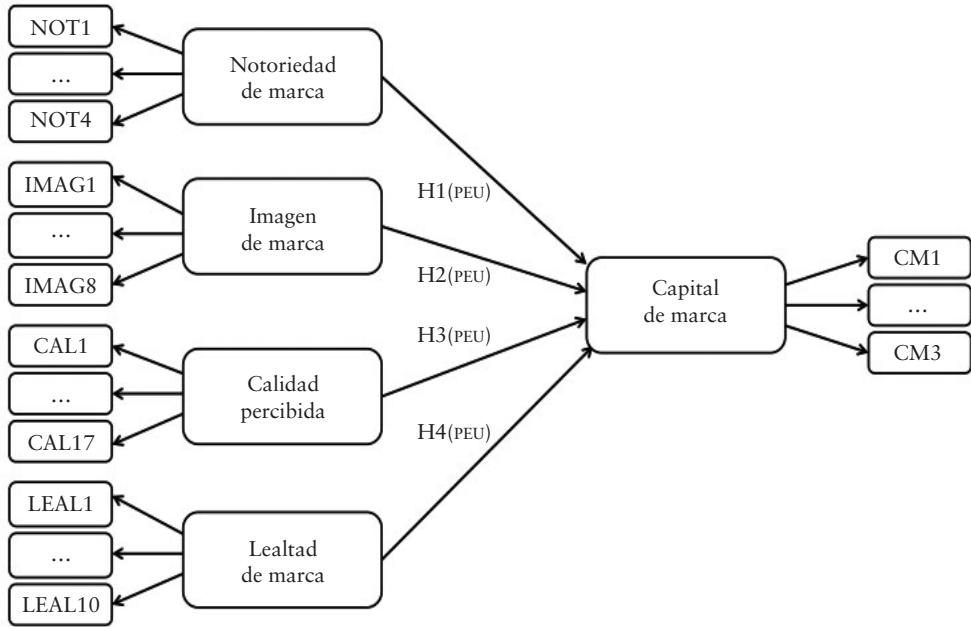 NOT1
…
NOT4
Notoriedad
de marca
IMAG1
…
IMAG8
Imagen
de marca
CAL1
…
CAL17
Calidad
percibida
LEAL1
…
LEAL10
Lealtad
de marca
H1(PEU)
H2(PEU)
H3(PEU)
H4(PEU)
Capital
de marca
CM1
…
CM3